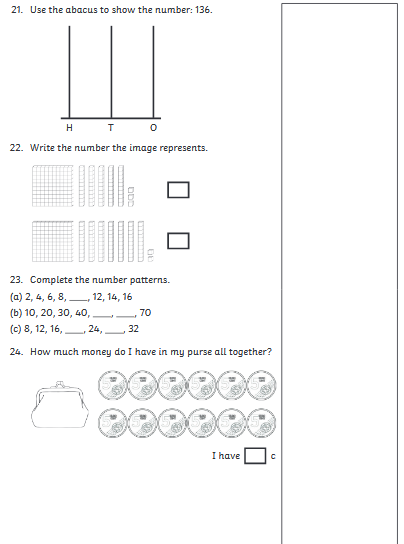 21. Use the abacus to show the number: 136.
H T O
22. Write the number the image represents.
23. Complete the number patterns.
(a) 2, 4, 6, 8, ____, 12, 14, 16
(b) 10, 20, 30, 40, ____, ____, 70
(c) 8, 12, 16, ____, 24, ____, 32
24. How much money do I have in my purse all together?
I have c